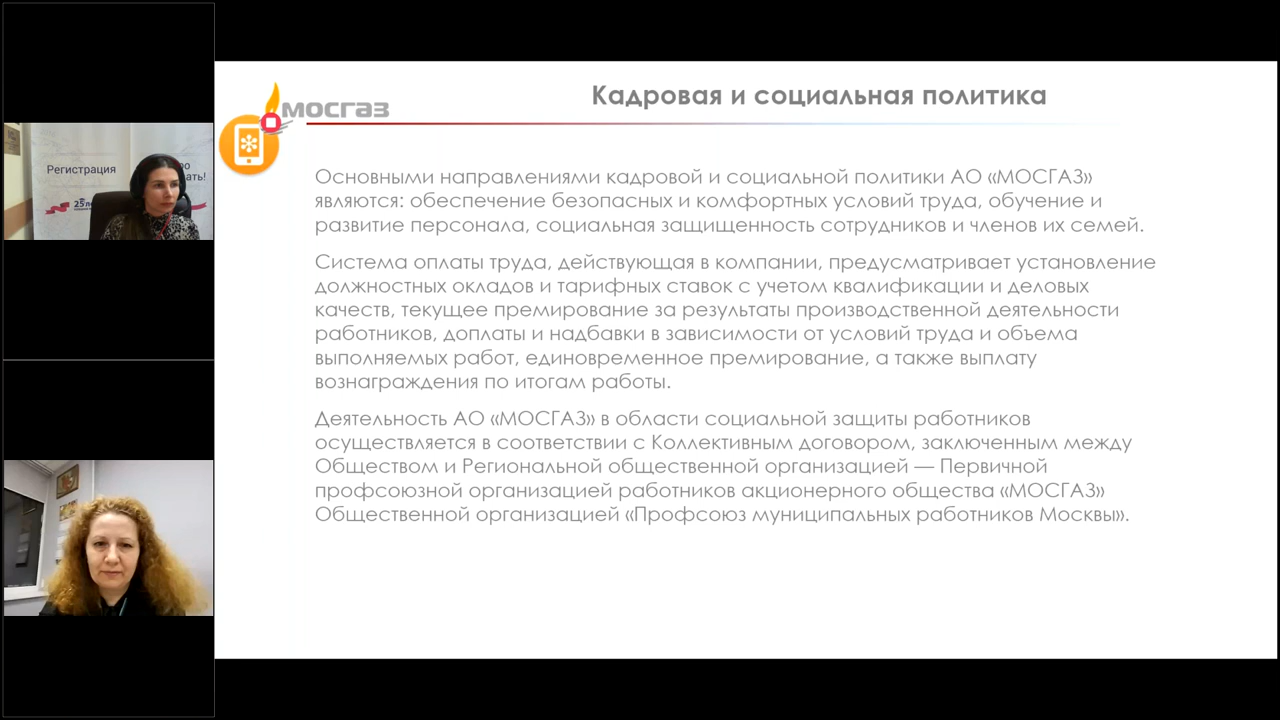 мосгаз
Кадровая и социальная политика
Основными направлениями кадровой и социальной политики АО «МОСГАЗ»
являются: обеспечение безопасных и комфортных условий труда, обучение и
развитие персонала, социальная защищенность сотрудников и членов их семей.
Система оплаты труда, действующая в компании, предусматривает установление
должностных окладов и тарифных ставок с учетом квалификации и деловых
качеств, текущее премирование за результаты производственной деятельности
работников, доплаты и надбавки в зависимости от условий труда и объема
выполняемых работ, единовременное премирование, а также выплату
вознаграждения по итогам работы.
Деятельность АО «МОСГАЗ» в области социальной защиты работников
осуществляется в соответствии с Коллективным договором, заключенным между
Обществом и Региональной общественной организацией — Первичной
профсоюзной организацией работников акционерного общества «МОСГАЗ»
Общественной организацией «Профсоюз муниципальных работников Москвы».
Регистрация